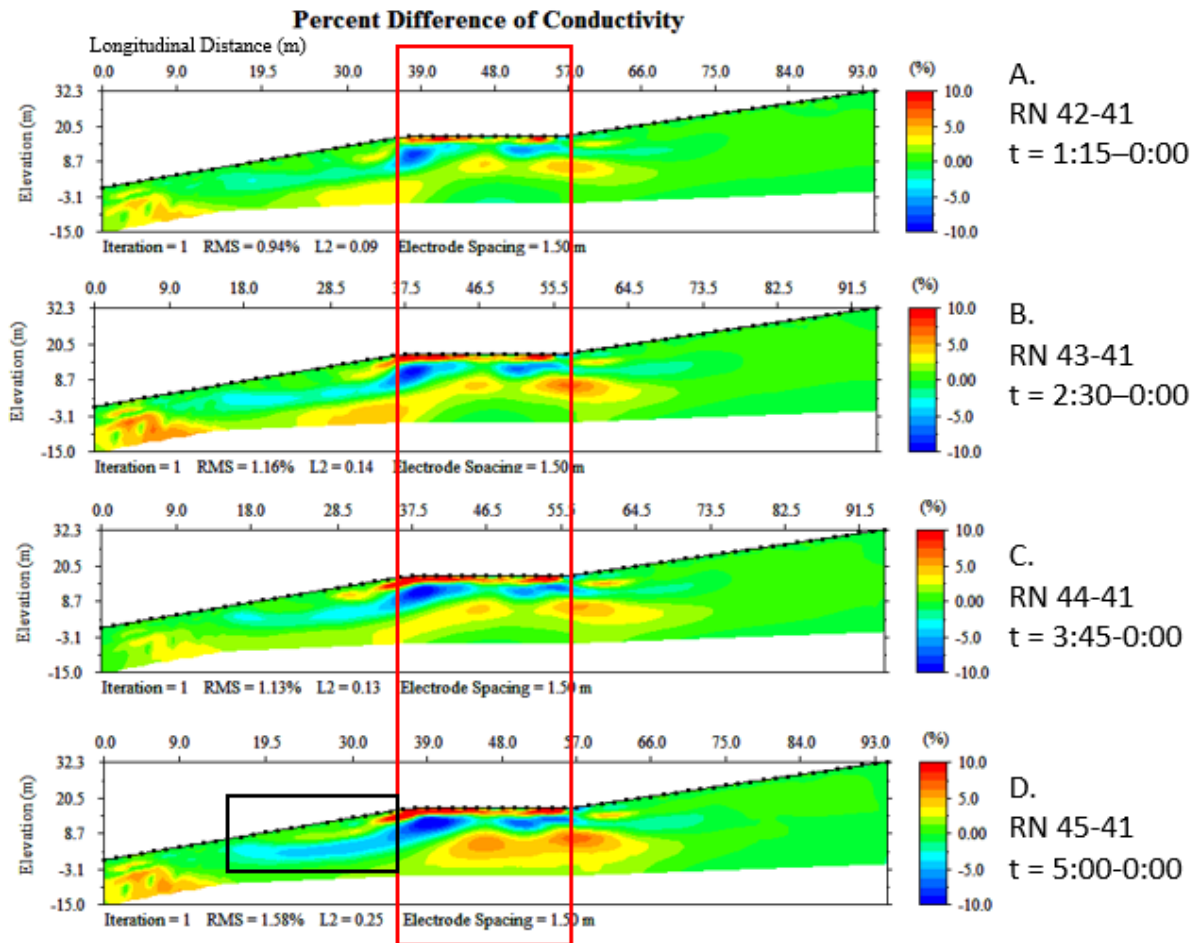 Percent Difference of Conductivity
Longitudinal Distance (m)
0.0 9.0 19.5 30.0 39.0 48.0 57.0 66.0 75.0 84.0 93.0
(%)
32.3
20.5
8.7
-3.1
-15.0
Elevation (m)
10.0
5.0
0.00
-5.0
-10.0
Iteration = 1 RMS = 0.94% L2 = 0.09 Electrode Spacing = 1.50 m
A.
RN 42-41
t = 1:15–0:00
0.0 9.0 18.0 28.5 37.5 46.5 55.5 64.5 73.5 82.5 91.5
(%)
32.3
20.5
8.7
-3.1
-15.0
Elevation (m)
10.0
5.0
0.00
-5.0
-10.0
Iteration = 1 RMS = 1.16% L2 = 0.14 Electrode Spacing = 1.50 m
B.
RN 43-41
t = 2:30–0:00
0.0 9.0 18.0 28.5 37.5 46.5 55.5 64.5 73.5 82.5 91.5
(%)
32.3
20.5
8.7
-3.1
-15.0
Elevation (m)
10.0
5.0
0.00
-5.0
-10.0
Iteration = 1 RMS = 1.13% L2 = 0.13 Electrode Spacing = 1.50 m
C.
RN 44-41
t = 3:45-0:00
0.0 9.0 19.5 30.0 39.0 48.0 57.0 66.0 75.0 84.0 93.0
(%)
32.3
20.5
8.7
-3.1
-15.0
Elevation (m)
10.0
5.0
0.00
-5.0
-10.0
Iteration = 1 RMS = 1.58% L2 = 0.25 Electrode Spacing = 1.50 m
D.
RN 45-41
t = 5:00-0:00